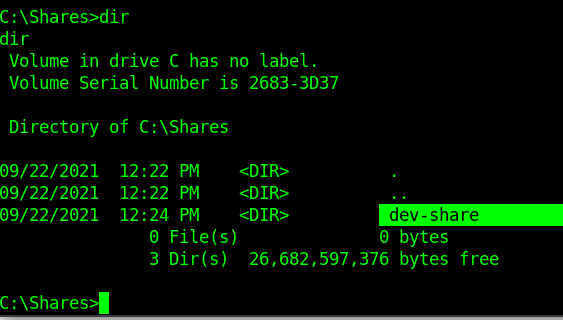 C:\Shares>dir
dir
 Volume in drive C has no label.
 Volume Serial Number is 2683-3D37
 Directory of C:\Shares
09/22/2021  12:22 PM    <DIR>          .
09/22/2021  12:22 PM    <DIR>          ..
09/22/2021  12:24 PM    <DIR>          dev-share
               0 File(s)              0 bytes
               3 Dir(s)  26,682,597,376 bytes free
C:\Shares>